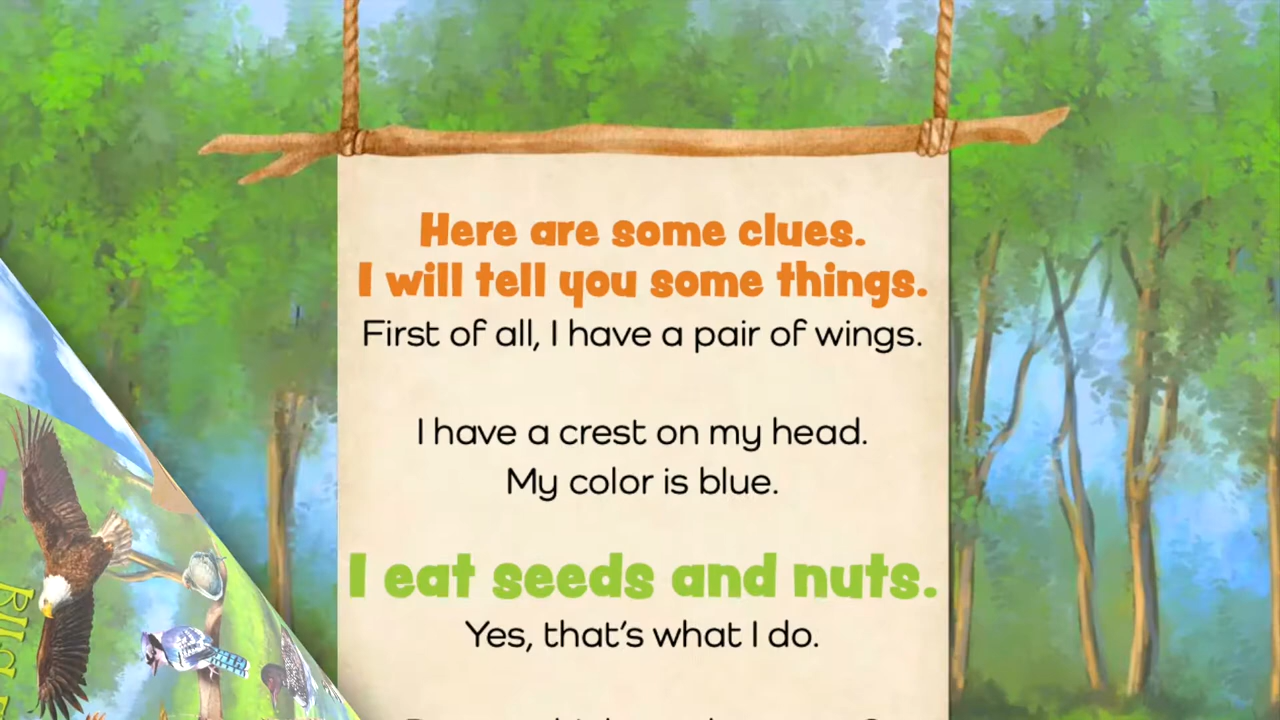 Here are some clues.
I will tell you some things.
First of all, I have a pair of wings.
I have a crest on my head.
My color is blue.
I eat seeds and nuts.
Yes, that's what I do.